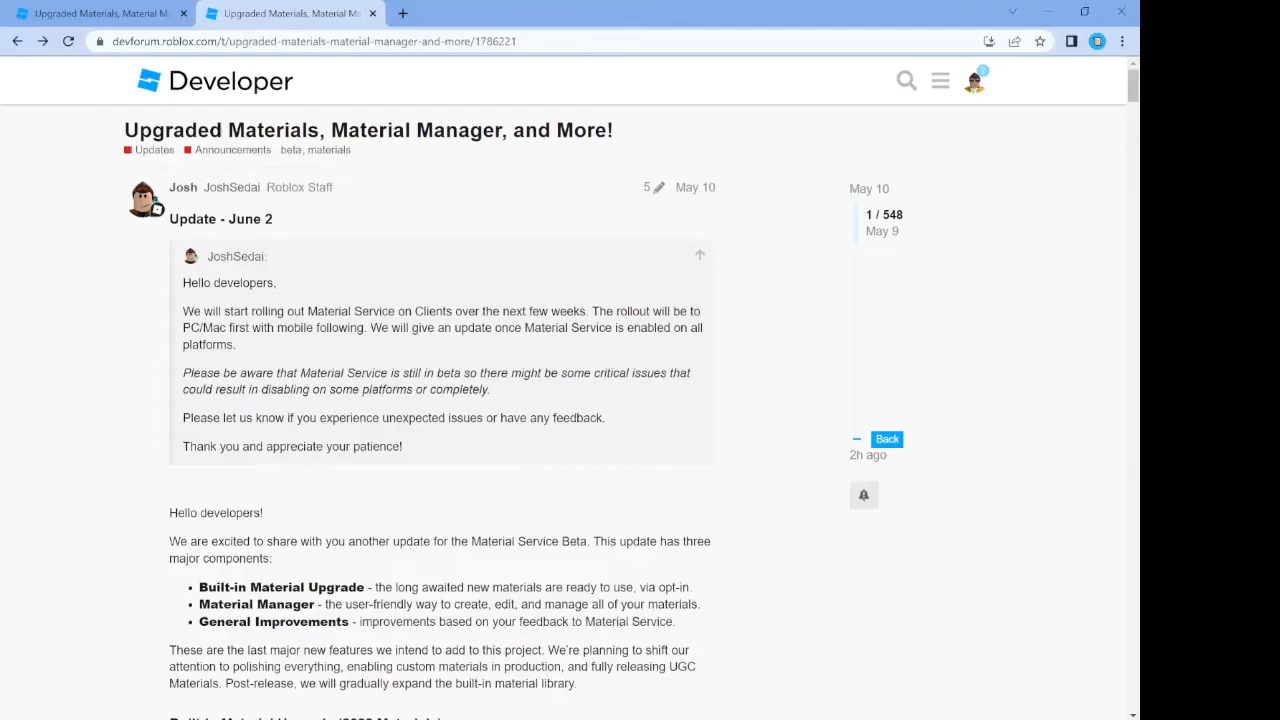 Upgraded Materials, Material Ma
Upgraded Materials, Material Ma
devforum.roblox.com/t/upgraded-materials-material-manager-and-more/1786221
Developer
Upgraded Materials, Material Manager, and More!
Updates Announcements beta, materials
Josh JoshSedai Roblox Staff 5 May 10
Update - June 2
JoshSedai:
Hello developers,
We will start rolling out Material Service on Clients over the next few weeks. The rollout will be to
PC/Mac first with mobile following. We will give an update once Material Service is enabled on all
platforms.
Please be aware that Material Service is still in beta so there might be some critical issues that
could result in disabling on some platforms or completely.
Please let us know if you experience unexpected issues or have any feedback.
Thank you and appreciate your patience!
Hello developers!
We are excited to share with you another update for the Material Service Beta. This update has three
major components:
Built-in Material Upgrade - the long awaited new materials are ready to use, via opt-in.
Material Manager - the user-friendly way to create, edit, and manage all of your materials.
General Improvements - improvements based on your feedback to Material Service.
These are the last major new features we intend to add to this project. We're planning to shift our
attention to polishing everything, enabling custom materials in production, and fully releasing UGC
Materials. Post-release, we will gradually expand the built-in material library.
May 10
1 / 548
May 9
Back
2h ago